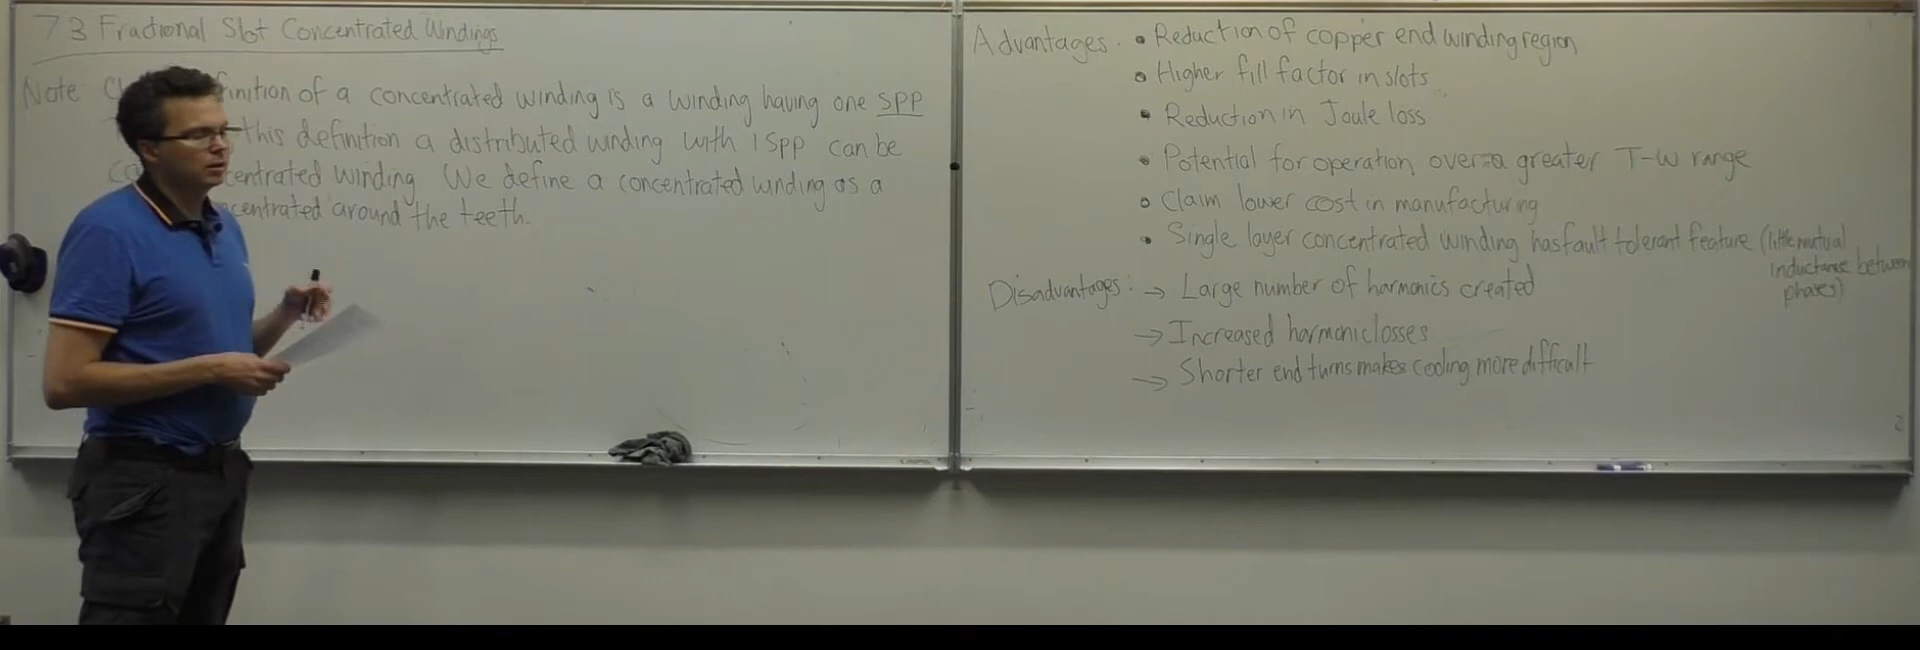 7 3 Fractional Slot Concentrated Windings
Note finition of a concentrated winding is a winding having one SPP
this definition a distributed winding with 1 Spp can be
centrated winding We define a concentrated winding as a
ncentrated around the teeth.
Advantages. • Reduction of copper end winding region
• Higher fill factor in slots
• Reduction in Joule loss
• Potential for operation over a greater T-W range
• Claim lower cost in manufacturing
• Single layer concentrated winding has fault tolerant feature (little mutual
inductance between
phases)
Disadvantages: → Large number of harmonics created
→ Increased harmonic losses
→ Shorter end turns makes cooling more difficult